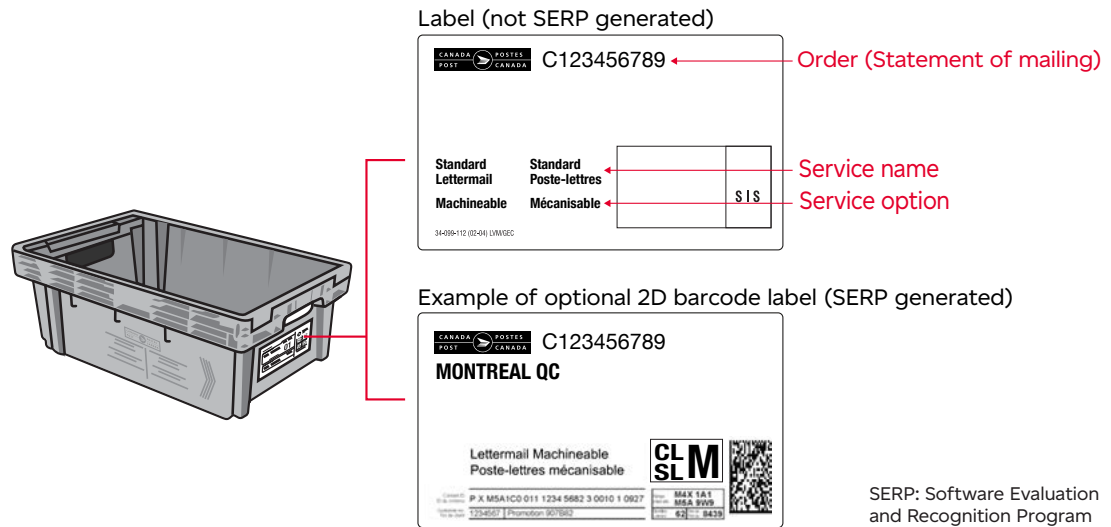 Label (not SERP generated)
CANADA POSTES
POST CANADA
C123456789
Order (Statement of mailing)
Standard Lettermail
Standard Poste-lettres
Service name
Machineable
Mécanisable
Service option
SIS
34-099-112 (02-04) LVM/GEC
Example of optional 2D barcode label (SERP generated)
CANADA POSTES
POST CANADA
C123456789
MONTREAL QC
Lettermail Machineable
Poste-lettres mécanisable
CL
SL
M
P X M5A1C0 011 1234 5682 3 0010 1 0927
M4X 1A1
M5A 9W9
1234567 Promotion 907B62
62
8439
SERP: Software Evaluation
and Recognition Program